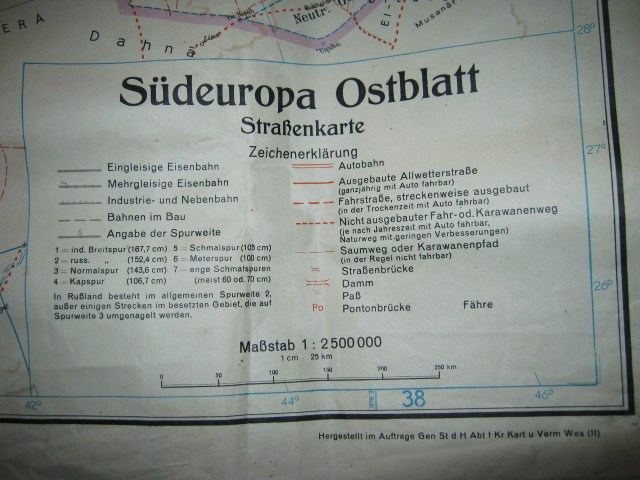 ERA
Dahnā
Neutr.
Musanā
28°
Südeuropa Ostblatt
Straßenkarte
Zeichenerklärung
27°
Eingleisige Eisenbahn
Mehrgleisige Eisenbahn
Industrie- und Nebenbahn
Bahnen im Bau
Angabe der Spurweite
1 = ind. Breitspur (167,7 cm) 5 = Schmalspur (105 cm)
2 = russ. „ (152,4 cm) 6 = Meterspur (100 cm)
3 = Normalspur (143,6 cm) 7 = enge Schmalspuren
4 = Kapspur (106,7 cm) (meist 60 od. 70 cm)
In Rußland besteht im allgemeinen Spurweite 2,
außer einigen Strecken im besetzten Gebiet, die auf
Spurweite 3 umgenagelt werden.
Autobahn
Ausgebaute Allwetterstraße
(ganzjährig mit Auto fahrbar)
Fahrstraße, streckenweise ausgebaut
(in der Trockenzeit mit Auto fahrbar)
Nicht ausgebauter Fahr- od. Karawanenweg
(je nach Jahreszeit mit Auto fahrbar,
Naturweg mit geringen Verbesserungen)
Saumweg oder Karawanenpfad
(in der Regel nicht fahrbar)
Straßenbrücke
Damm
Paß
Po Pontonbrücke Fähre
26°
Maßstab 1 : 2 500 000
1 cm 25 km
0 50 100 150 200 250 km
42° 44° 38 46°
Hergestellt im Auftrage Gen St d H Abt f Kr Kart u Verm Wes (II)